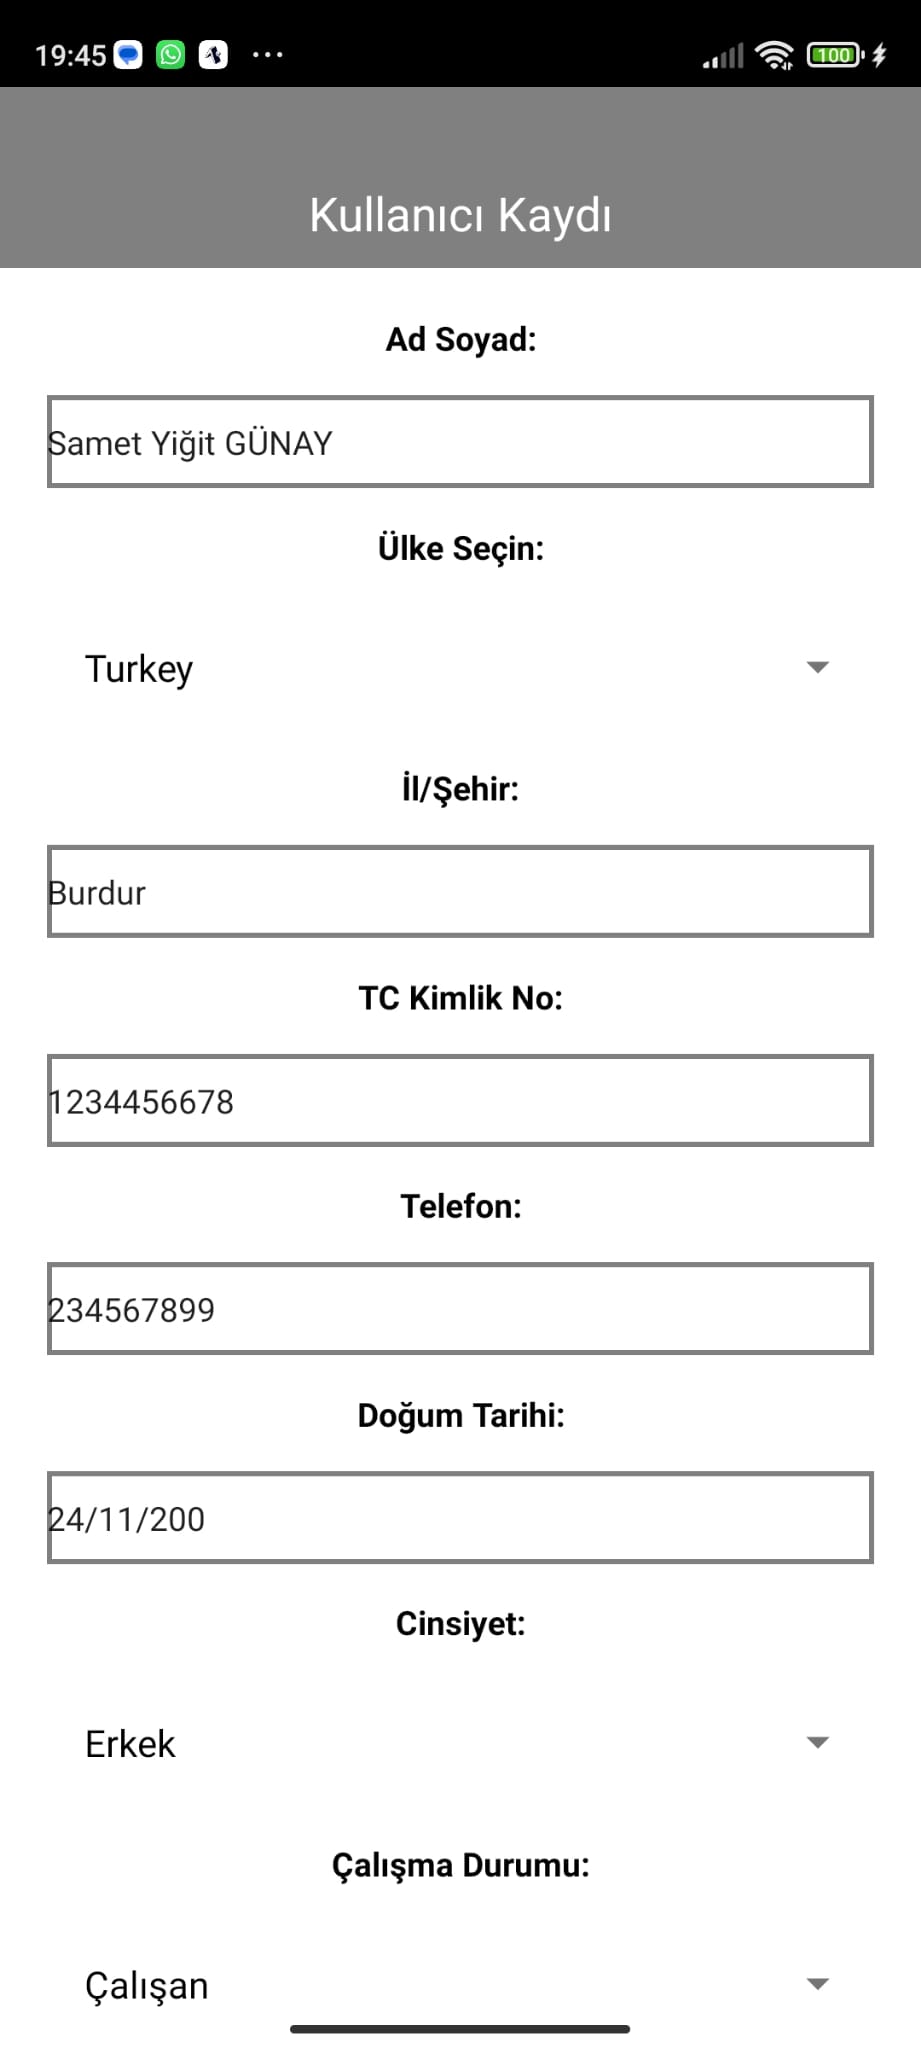 19:45
100
Kullanıcı Kaydı
Ad Soyad:
Samet Yiğit GÜNAY
Ülke Seçin:
Turkey
İl/Şehir:
Burdur
TC Kimlik No:
1234456678
Telefon:
234567899
Doğum Tarihi:
24/11/200
Cinsiyet:
Erkek
Çalışma Durumu:
Çalışan